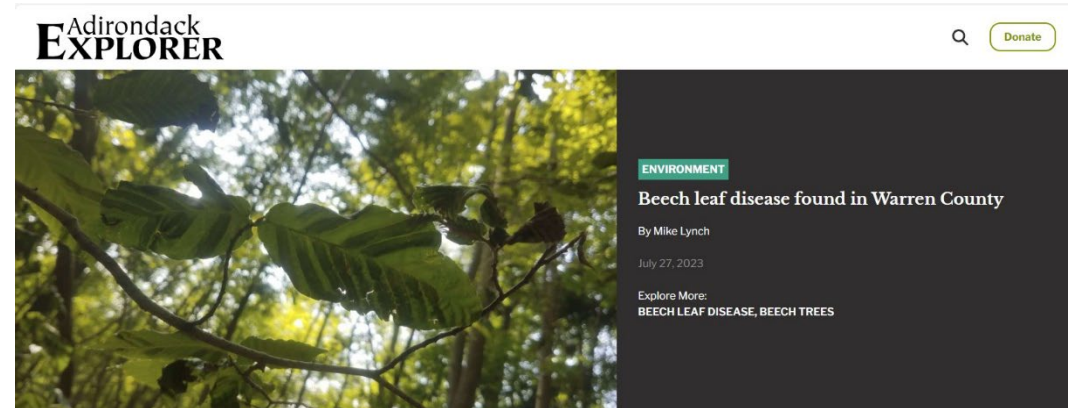 Adirondack
EXPLORER
Donate
ENVIRONMENT
Beech leaf disease found in Warren County
By Mike Lynch
July 27, 2023
Explore More:
BEECH LEAF DISEASE, BEECH TREES